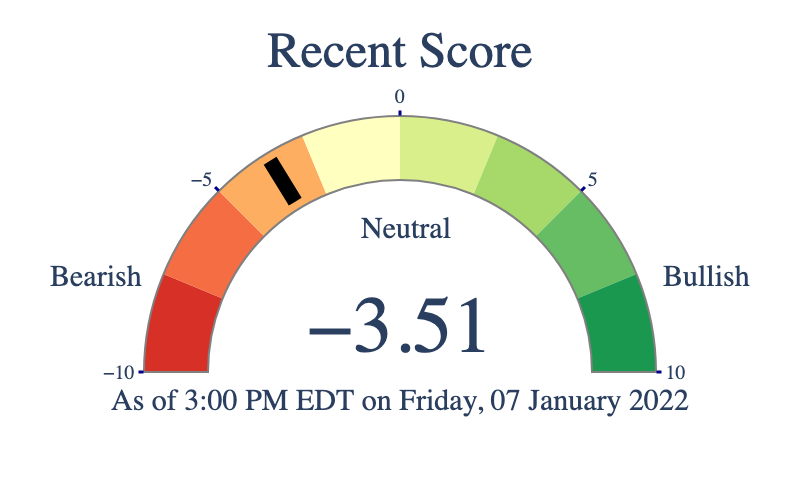 Recent Score
0
−5
5
Neutral
Bearish
Bullish
−3.51
−10
10
As of 3:00 PM EDT on Friday, 07 January 2022